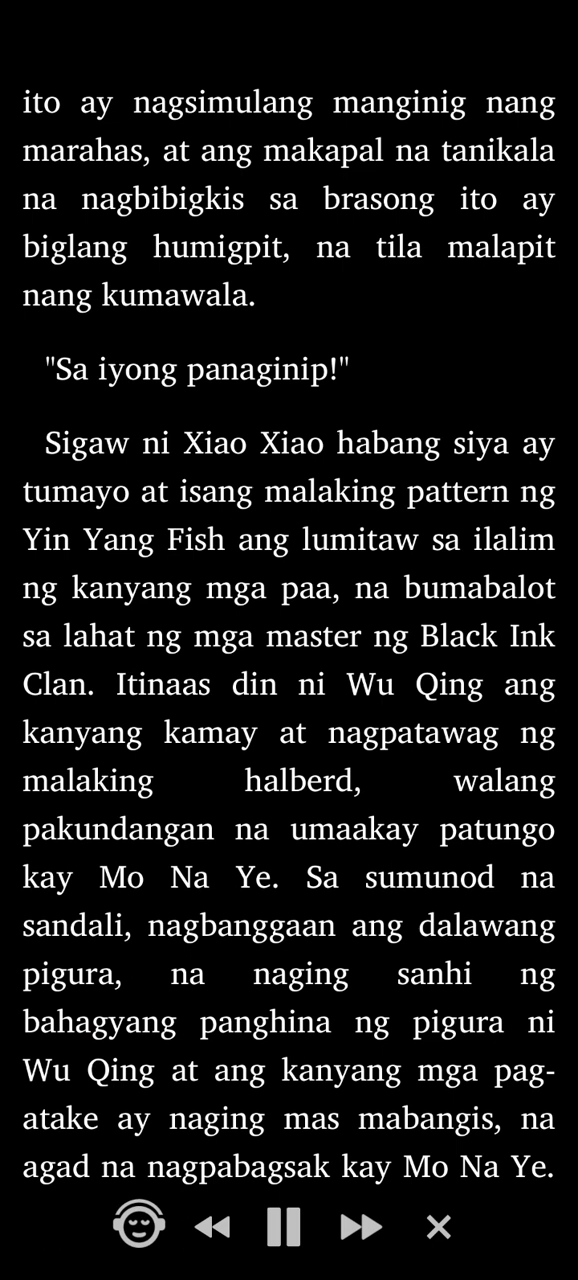 ito ay nagsimulang manginig nang
marahas, at ang makapal na tanikala
na nagbibigkis sa brasong ito ay
biglang humigpit, na tila malapit
nang kumawala.
"Sa iyong panaginip!"
Sigaw ni Xiao Xiao habang siya ay
tumayo at isang malaking pattern ng
Yin Yang Fish ang lumitaw sa ilalim
ng kanyang mga paa, na bumabalot
sa lahat ng mga master ng Black Ink
Clan. Itinaas din ni Wu Qing ang
kanyang kamay at nagpatawag ng
malaking halberd, walang
pakundangan na umaakay patungo
kay Mo Na Ye. Sa sumunod na
sandali, nagbanggaan ang dalawang
pigura, na naging sanhi ng
bahagyang panghina ng pigura ni
Wu Qing at ang kanyang mga pag-
atake ay naging mas mabangis, na
agad na nagpabagsak kay Mo Na Ye.